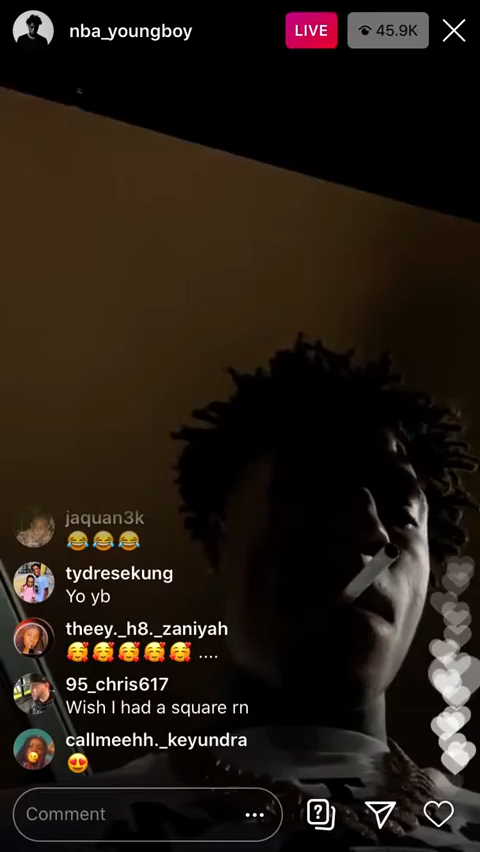 nba_youngboy
LIVE
45.9K
jaquan3k
😂😂😂
tydresekung
Yo yb
theey._h8._zaniyah
🥰🥰🥰🥰🥰 ....
95_chris617
Wish I had a square rn
callmeehh._keyundra
😍
Comment